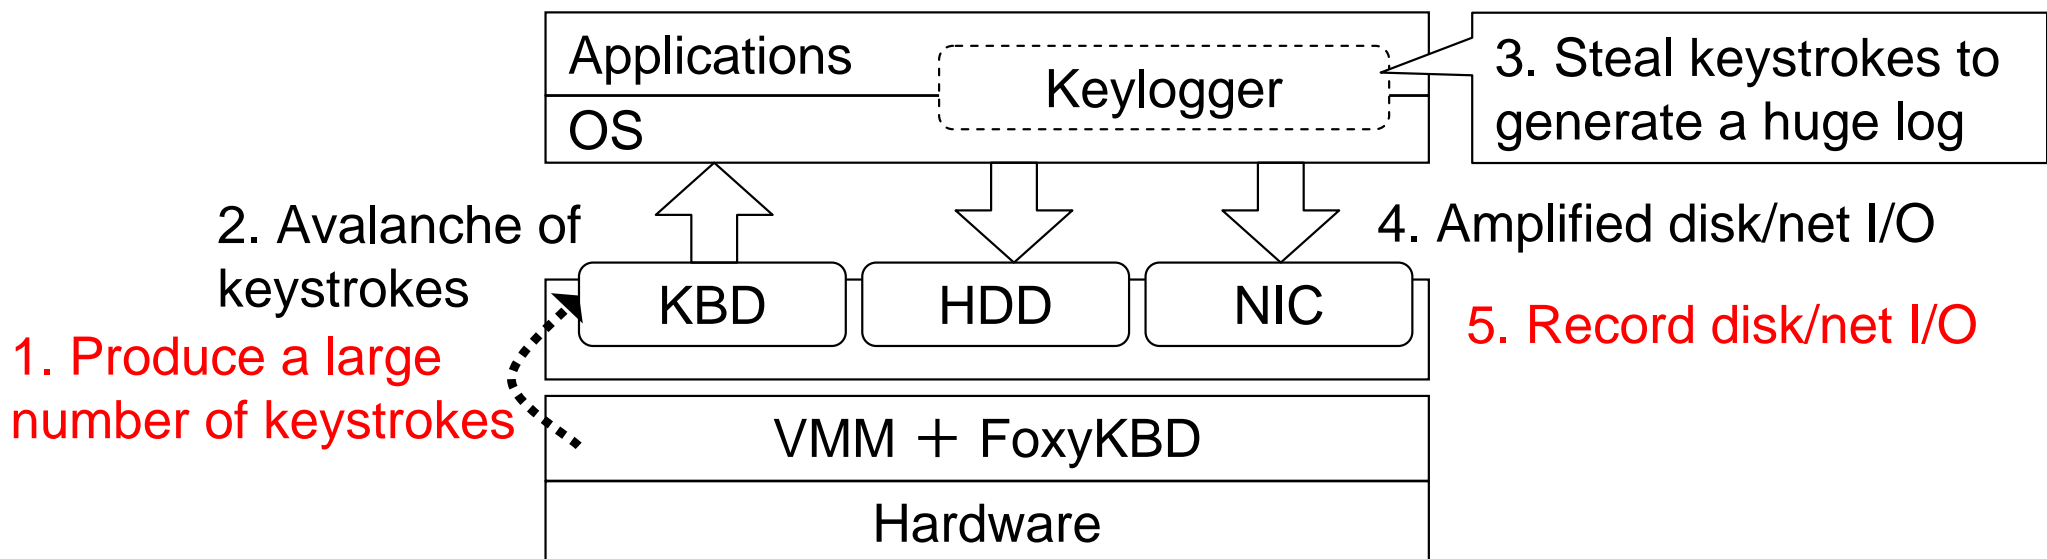 Applications
Keylogger
OS
3. Steal keystrokes to
generate a huge log
2. Avalanche of
keystrokes
4. Amplified disk/net I/O
KBD
HDD
NIC
1. Produce a large
number of keystrokes
5. Record disk/net I/O
VMM + FoxyKBD
Hardware